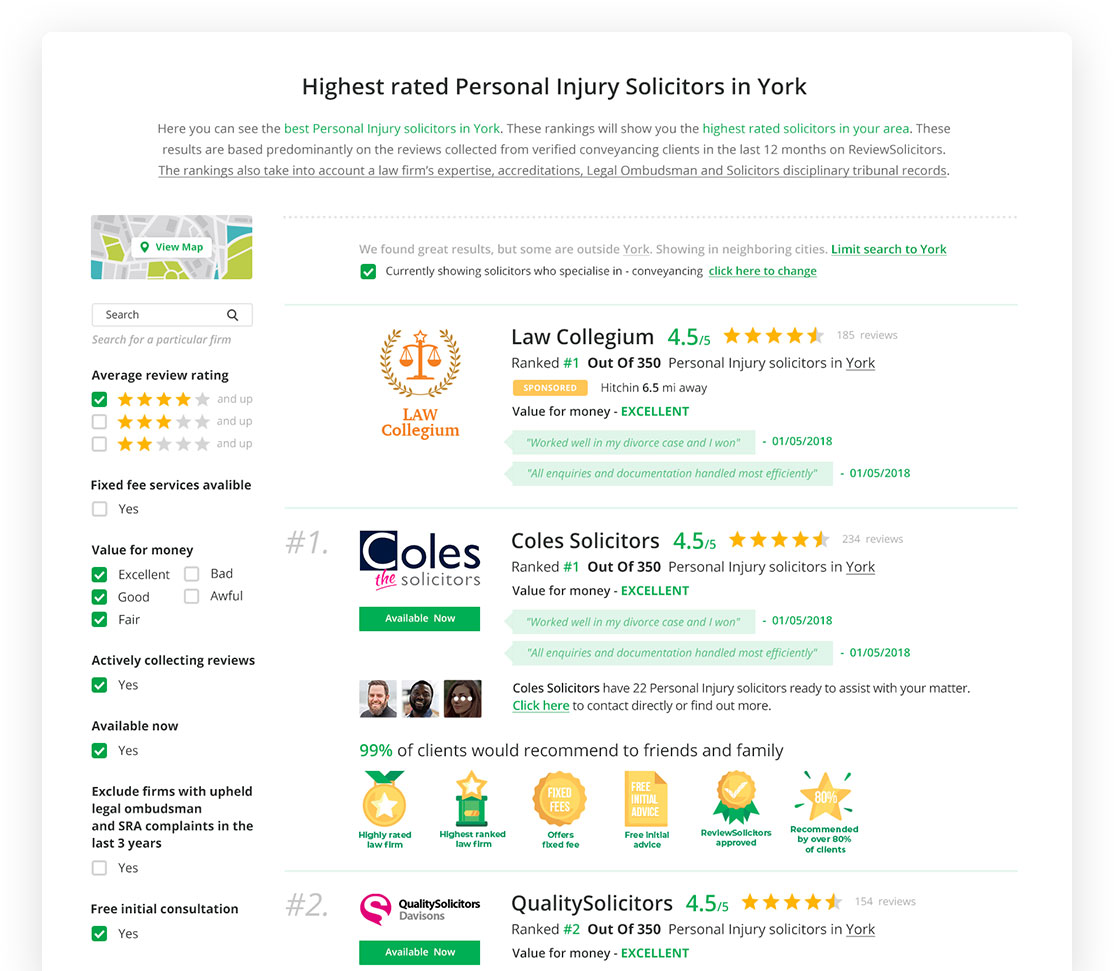 Highest rated Personal Injury Solicitors in York
Here you can see the best Personal Injury solicitors in York. These rankings will show you the highest rated solicitors in your area. These
results are based predominantly on the reviews collected from verified conveyancing clients in the last 12 months on ReviewSolicitors.
The rankings also take into account a law firm's expertise, accreditations, Legal Ombudsman and Solicitors disciplinary tribunal records.
View Map
Search
Search for a particular firm
Average review rating
and up
and up
and up
Fixed fee services avalible
Yes
Value for money
Excellent Bad
Good Awful
Fair
Actively collecting reviews
Yes
Available now
Yes
Exclude firms with upheld
legal ombudsman
and SRA complaints in the
last 3 years
Yes
Free initial consultation
Yes
We found great results, but some are outside York. Showing in neighboring cities. Limit search to York
Currently showing solicitors who specialise in - conveyancing click here to change
LAW
Collegium
Law Collegium 4.5/5 185 reviews
Ranked #1 Out Of 350 Personal Injury solicitors in York
SPONSORED Hitchin 6.5 mi away
Value for money - EXCELLENT
"Worked well in my divorce case and I won" - 01/05/2018
"All enquiries and documentation handled most efficiently" - 01/05/2018
#1.
Coles
the solicitors
Available Now
Coles Solicitors 4.5/5 234 reviews
Ranked #1 Out Of 350 Personal Injury solicitors in York
Value for money - EXCELLENT
"Worked well in my divorce case and I won" - 01/05/2018
"All enquiries and documentation handled most efficiently" - 01/05/2018
Coles Solicitors have 22 Personal Injury solicitors ready to assist with your matter.
Click here to contact directly or find out more.
99% of clients would recommend to friends and family
Highly rated
law firm
Highest ranked
law firm
FIXED
FEES
Offers
fixed fee
FREE
INITIAL
ADVICE
Free initial
advice
ReviewSolicitors
approved
80%
Recommended
by over 80%
of clients
#2.
QualitySolicitors
Davisons
Available Now
QualitySolicitors 4.5/5 154 reviews
Ranked #2 Out Of 350 Personal Injury solicitors in York
Value for money - EXCELLENT